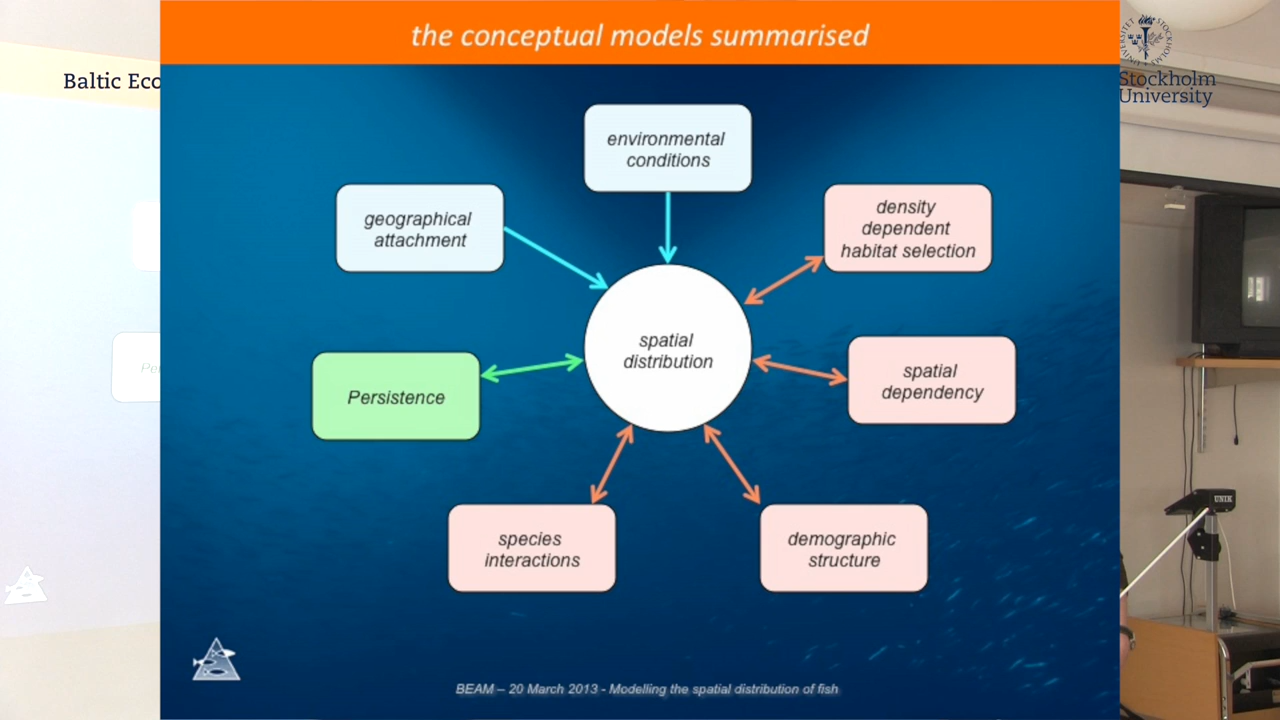 the conceptual models summarised
Baltic Eco
Stockholm
University
environmental
conditions
geographical
attachment
density
dependent
habitat selection
spatial
distribution
Persistence
spatial
dependency
species
interactions
demographic
structure
UNIK
BEAM – 20 March 2013 - Modelling the spatial distribution of fish